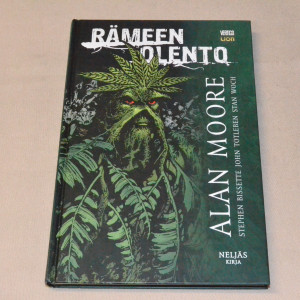 RÄMEEN
OLENTO
VERTIGO
LION
ALAN MOORE
STEPHEN BISSETTE JOHN TOTLEBEN STAN WOCH
NELJÄS
KIRJA